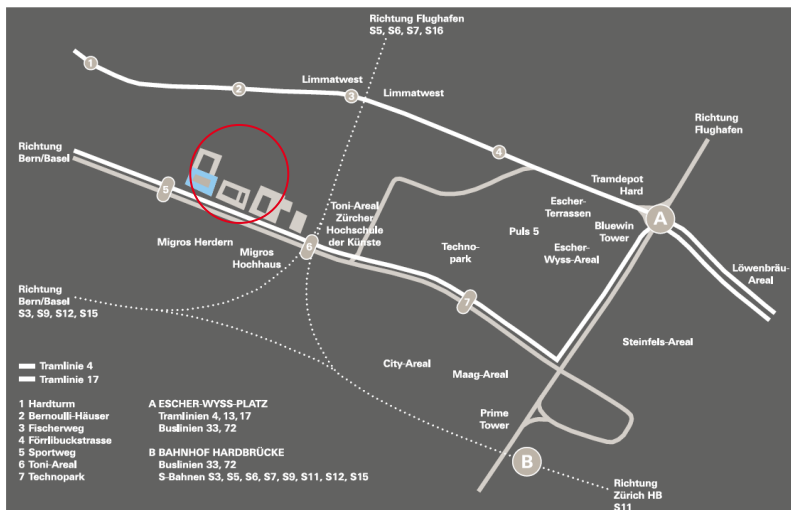 Richtung Flughafen
S5, S6, S7, S16
1
2
Limmatwest
3
Limmatwest
Richtung
Flughafen
4
Richtung
Bern/Basel
5
Tramdepot
Hard
A
Toni-Areal
Zürcher
Hochschule
der Künste
6
Escher-
Terrassen
Puls 5
Bluewin
Tower
Escher-
Wyss-Areal
Migros Herdern
Migros
Hochhaus
Techno-
park
Löwenbräu-
Areal
Richtung
Bern/Basel
S3, S9, S12, S15
7
Steinfels-Areal
City-Areal
Maag-Areal
Prime
Tower
B
Richtung
Zürich HB
S11
Tramlinie 4
Tramlinie 17
1 Hardturm
2 Bernoulli-Häuser
3 Fischerweg
4 Förrlibuckstrasse
5 Sportweg
6 Toni-Areal
7 Technopark
A ESCHER-WYSS-PLATZ
Tramlinien 4, 13, 17
Buslinien 33, 72
B BAHNHOF HARDBRÜCKE
Buslinien 33, 72
S-Bahnen S3, S5, S6, S7, S9, S11, S12, S15